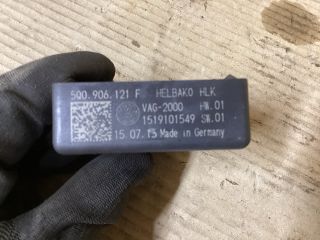 5Q0.906.121 F HELBAKO HLK
VAG-2000 HW.01
1519101549 SW.01
15 07.15 Made in Germany